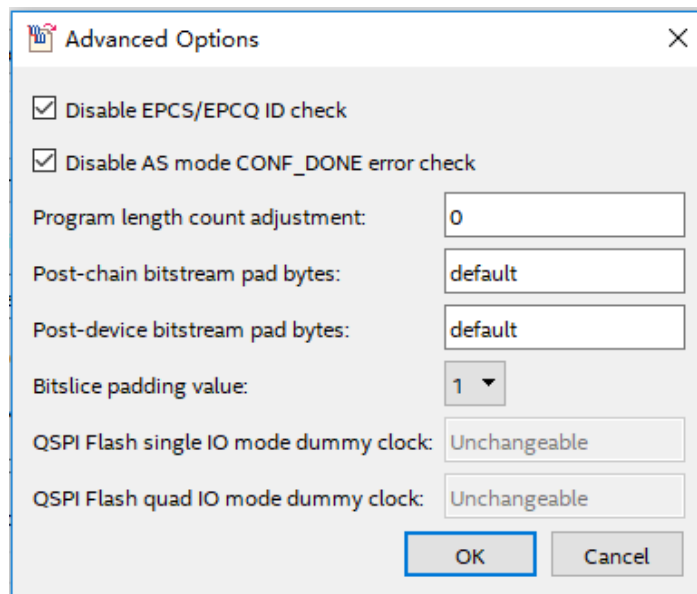 Advanced Options
Disable EPCS/EPCQ ID check
Disable AS mode CONF_DONE error check
Program length count adjustment: 0
Post-chain bitstream pad bytes: default
Post-device bitstream pad bytes: default
Bitslice padding value: 1
QSPI Flash single IO mode dummy clock: Unchangeable
QSPI Flash quad IO mode dummy clock: Unchangeable
OK Cancel